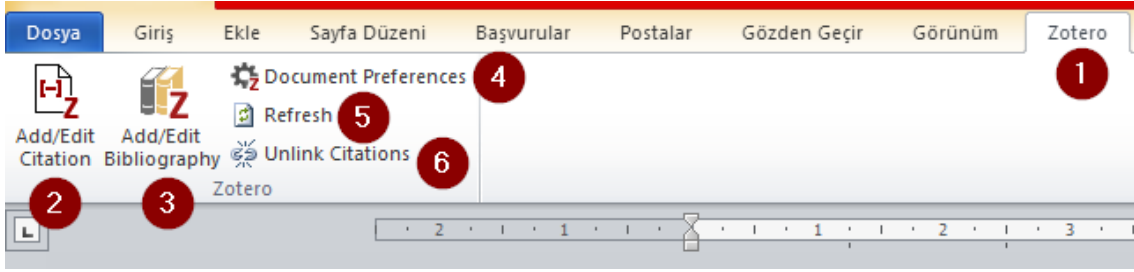 Dosya Giriş Ekle Sayfa Düzeni Başvurular Postalar Gözden Geçir Görünüm Zotero
1
[-]z
Add/Edit
Citation
2
Z
Add/Edit
Bibliography
3
z Document Preferences
4
Refresh
5
Unlink Citations
6
Zotero
L
2 1 1 2 3